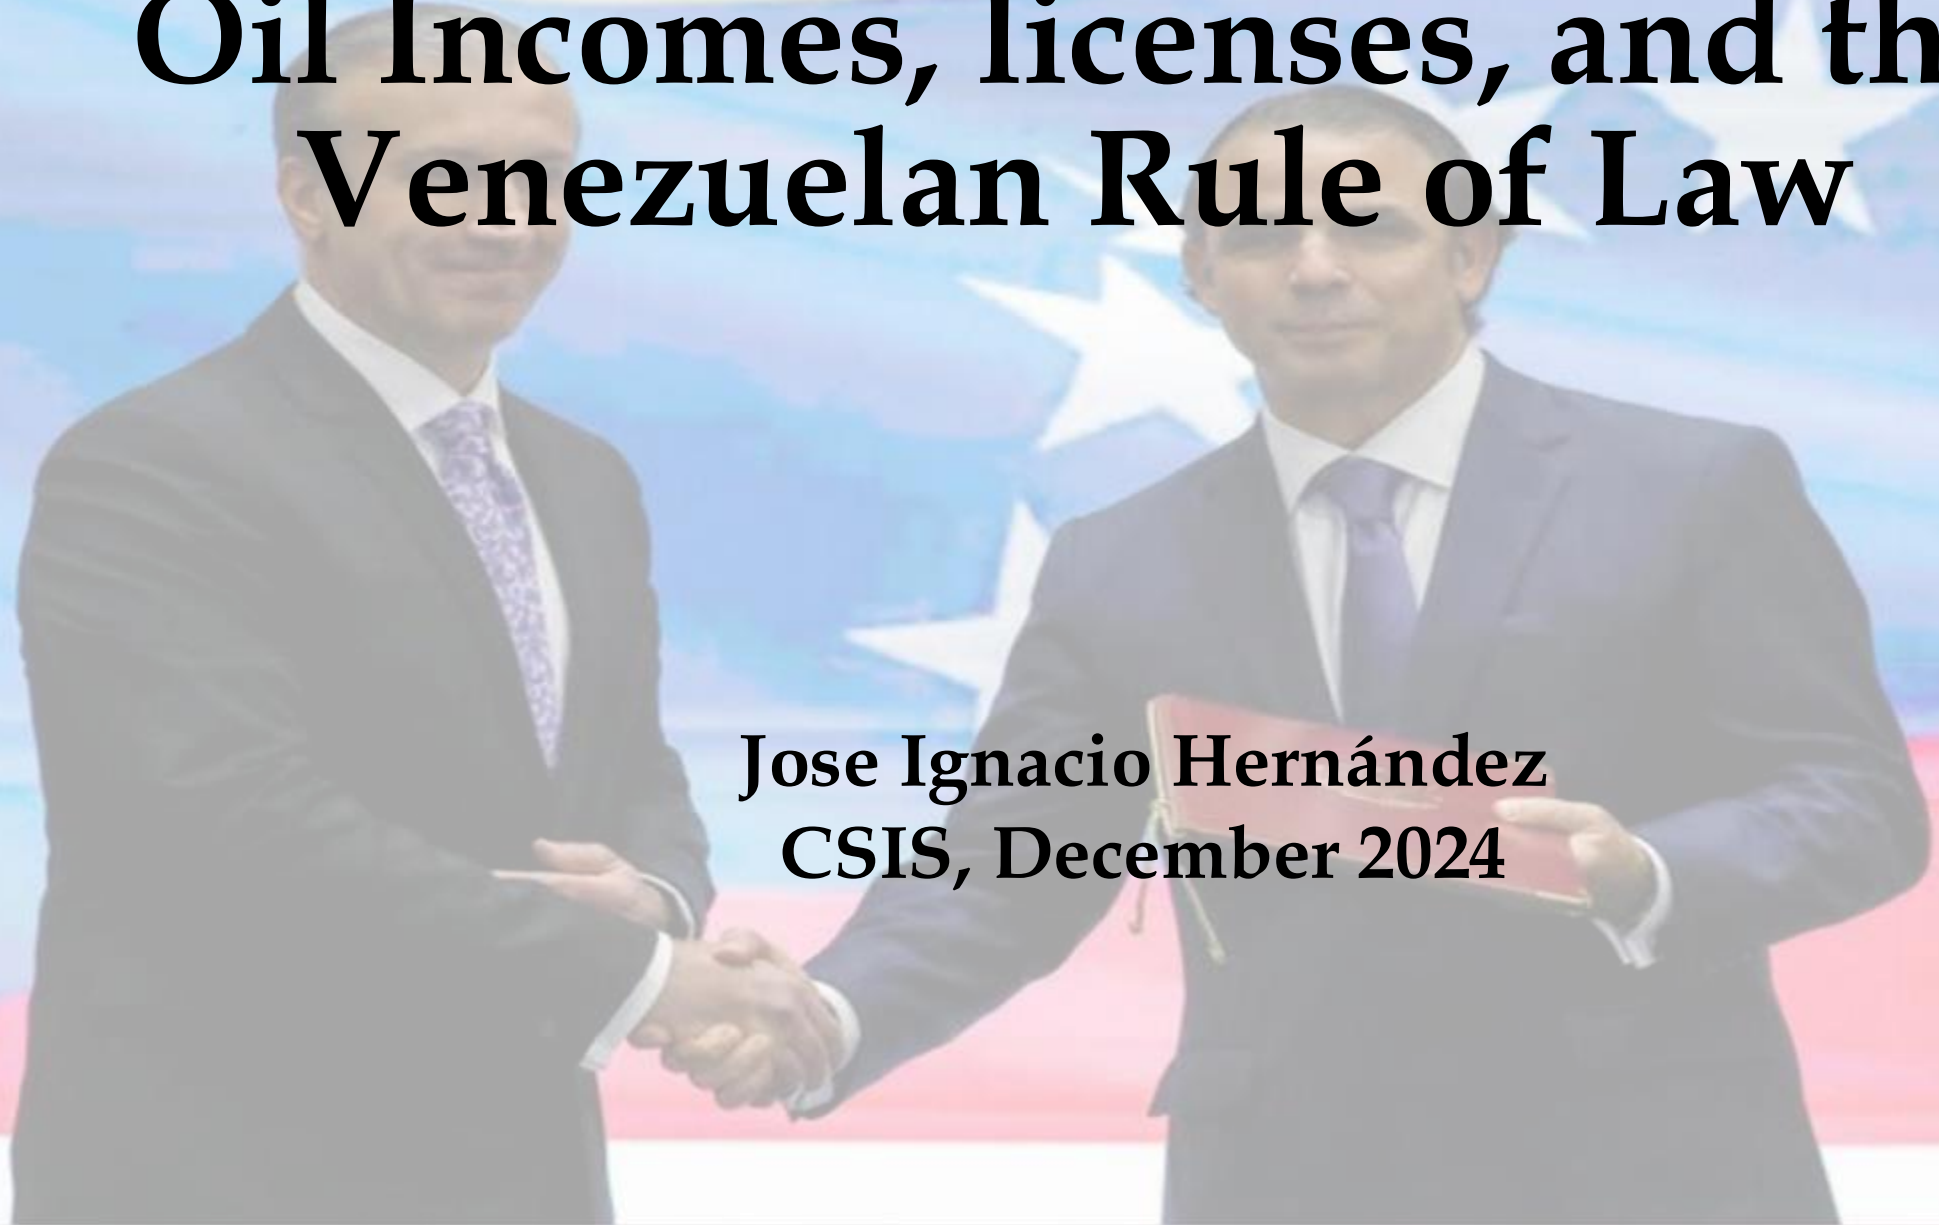 Oil Incomes, licenses, and th
Venezuelan Rule of Law
Jose Ignacio Hernández
CSIS, December 2024